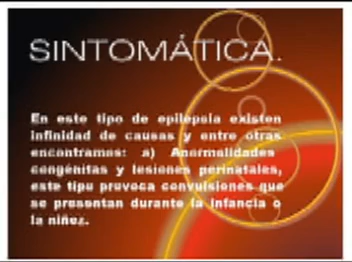 SINTOMÁTICA.
En este tipo de epilepsia existen
infinidad de causas y entre otras
encontramos: a) Anormalidades
congénitas y lesiones perinatales,
este tipo provoca convulsiones que
se presentan durante la infancia o
la niñez.